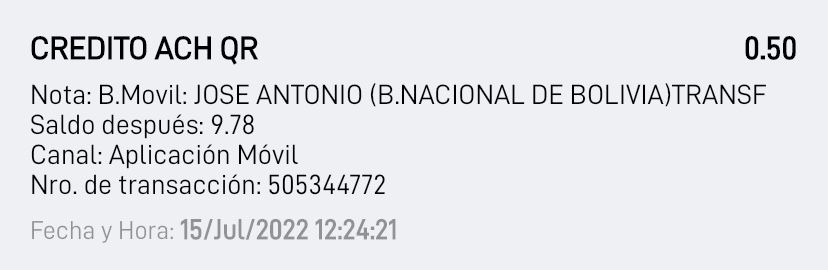 CREDITO ACH QR 0.50
Nota: B.Movil: JOSE ANTONIO (B.NACIONAL DE BOLIVIA)TRANSF
Saldo después: 9.78
Canal: Aplicación Móvil
Nro. de transacción: 505344772
Fecha y Hora: 15/Jul/2022 12:24:21